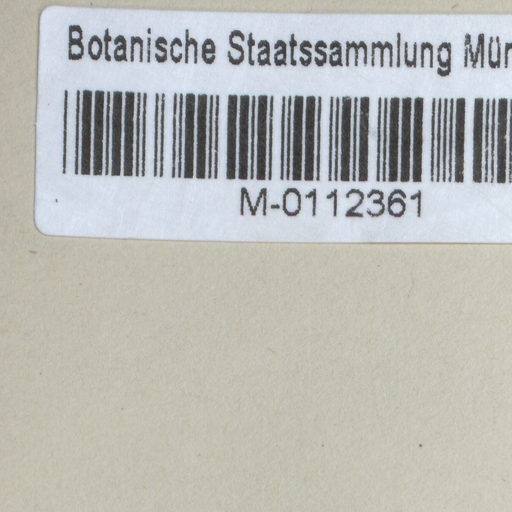 Botanische Staatssammlung Mün
M-0112361